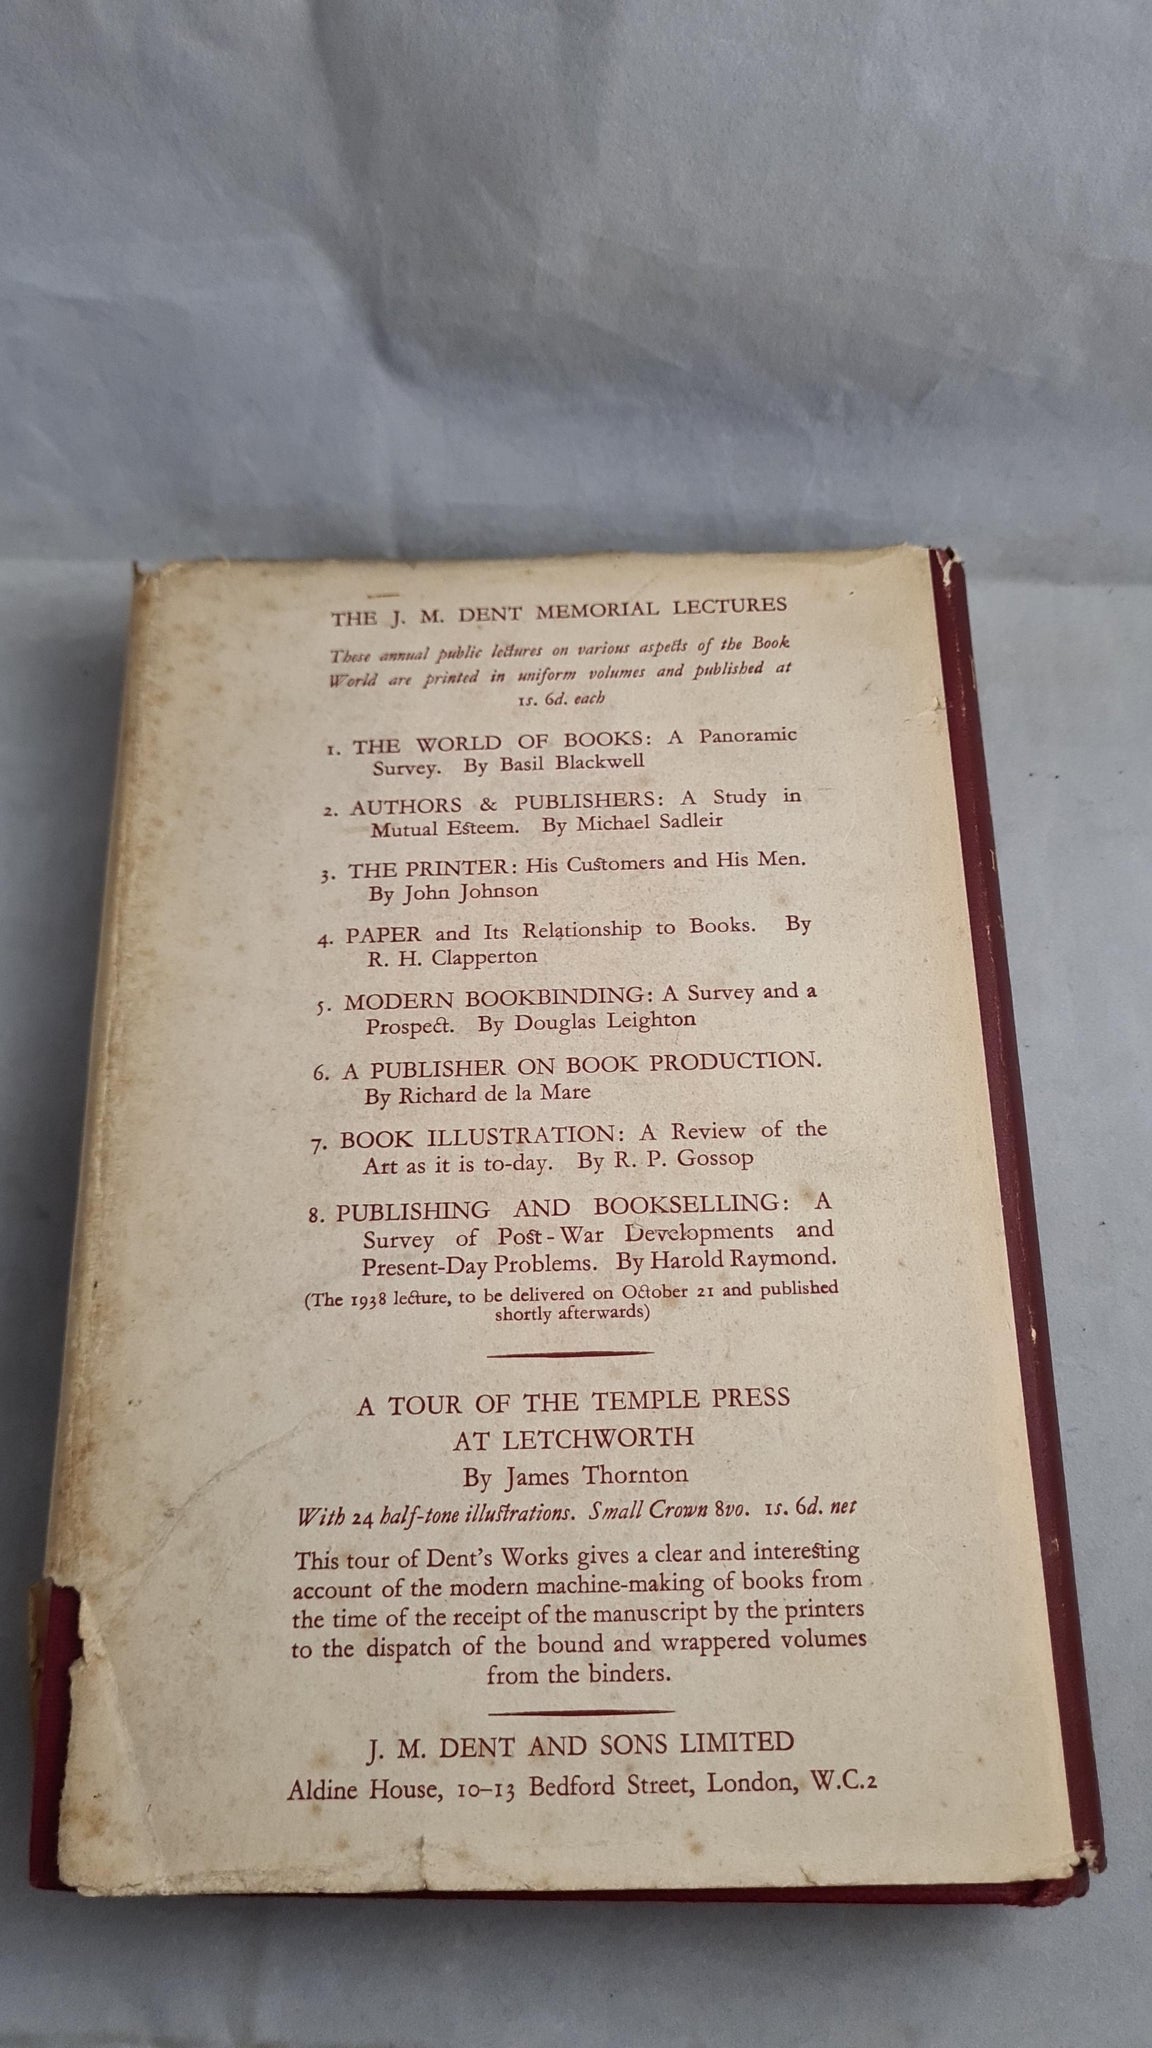 THE J. M. DENT MEMORIAL LECTURES
These annual public lectures on various aspects of the Book
World are printed in uniform volumes and published at
1s. 6d. each
1. THE WORLD OF BOOKS: A Panoramic
Survey. By Basil Blackwell
2. AUTHORS & PUBLISHERS: A Study in
Mutual Esteem. By Michael Sadleir
3. THE PRINTER: His Customers and His Men.
By John Johnson
4. PAPER and Its Relationship to Books. By
R. H. Clapperton
5. MODERN BOOKBINDING: A Survey and a
Prospect. By Douglas Leighton
6. A PUBLISHER ON BOOK PRODUCTION.
By Richard de la Mare
7. BOOK ILLUSTRATION: A Review of the
Art as it is to-day. By R. P. Gossop
8. PUBLISHING AND BOOKSELLING: A
Survey of Post-War Developments and
Present-Day Problems. By Harold Raymond.
(The 1938 lecture, to be delivered on October 21 and published
shortly afterwards)
A TOUR OF THE TEMPLE PRESS
AT LETCHWORTH
By James Thornton
With 24 half-tone illustrations. Small Crown 8vo. 1s. 6d. net
This tour of Dent's Works gives a clear and interesting
account of the modern machine-making of books from
the time of the receipt of the manuscript by the printers
to the dispatch of the bound and wrappered volumes
from the binders.
J. M. DENT AND SONS LIMITED
Aldine House, 10–13 Bedford Street, London, W.C.2